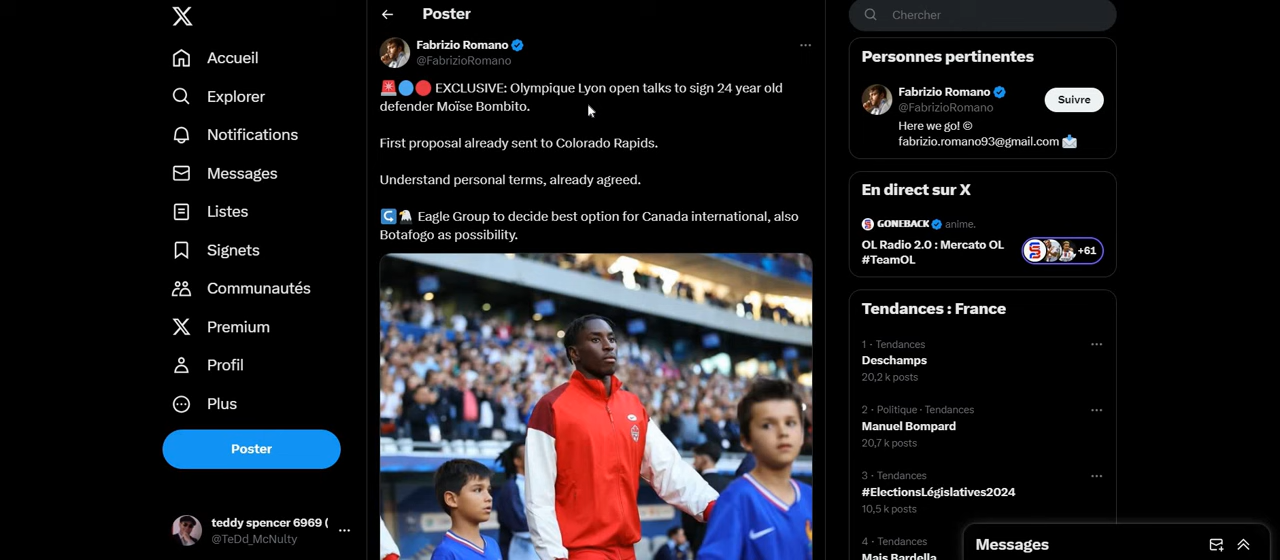 Accueil
Explorer
Notifications
Messages
Listes
Signets
Communautés
Premium
Profil
Plus
Poster
teddy spencer 6969 (
@TeDd_McNulty
Poster
Fabrizio Romano
@FabrizioRomano
EXCLUSIVE: Olympique Lyon open talks to sign 24 year old
defender Moïse Bombito.
First proposal already sent to Colorado Rapids.
Understand personal terms, already agreed.
Eagle Group to decide best option for Canada international, also
Botafogo as possibility.
Chercher
Personnes pertinentes
Fabrizio Romano
@FabrizioRomano
Suivre
Here we go! ©
fabrizio.romano93@gmail.com
En direct sur X
GONEBACK anime.
OL Radio 2.0 : Mercato OL
#TeamOL
+61
Tendances : France
1 · Tendances
Deschamps
20,2 k posts
2 · Politique · Tendances
Manuel Bompard
20,7 k posts
3 · Tendances
#ElectionsLégislatives2024
10,5 k posts
4 · Tendances
Mais Bardella
Messages